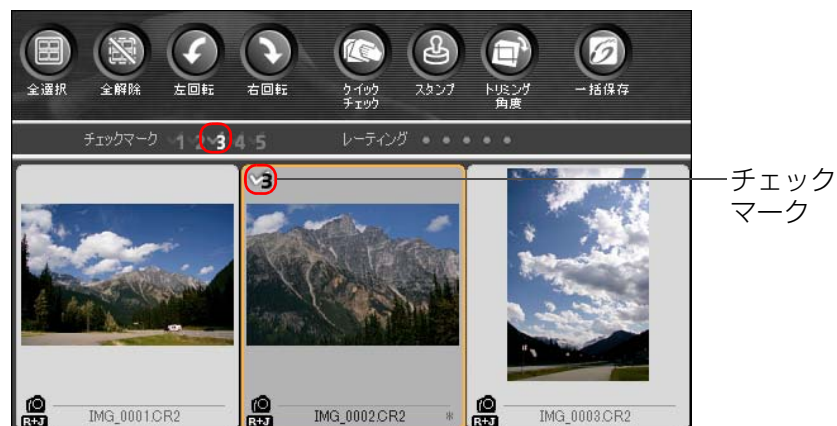 全選択 全解除 左回転 右回転 クイックチェック スタンプ トリミング角度 一括保存
チェックマーク 1 2 3 4 5 レーティング
3
チェック
マーク
IMG_0001.CR2 IMG_0002.CR2 * IMG_0003.CR2
R+J R+J R+J